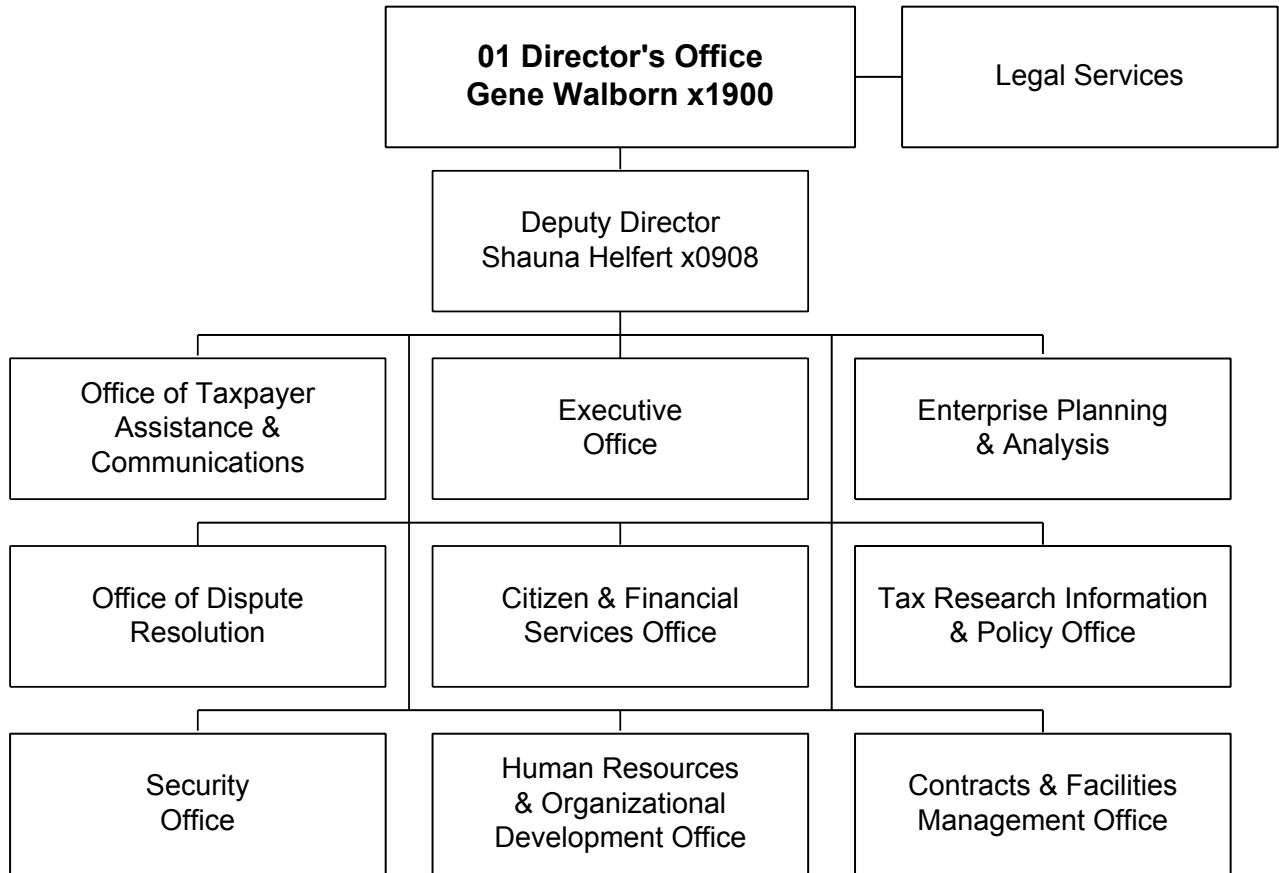 01 Director's Office
Gene Walborn x1900
Legal Services
Deputy Director
Shauna Helfert x0908
Office of Taxpayer
Assistance &
Communications
Executive
Office
Enterprise Planning
& Analysis
Office of Dispute
Resolution
Citizen & Financial
Services Office
Tax Research Information
& Policy Office
Security
Office
Human Resources
& Organizational
Development Office
Contracts & Facilities
Management Office